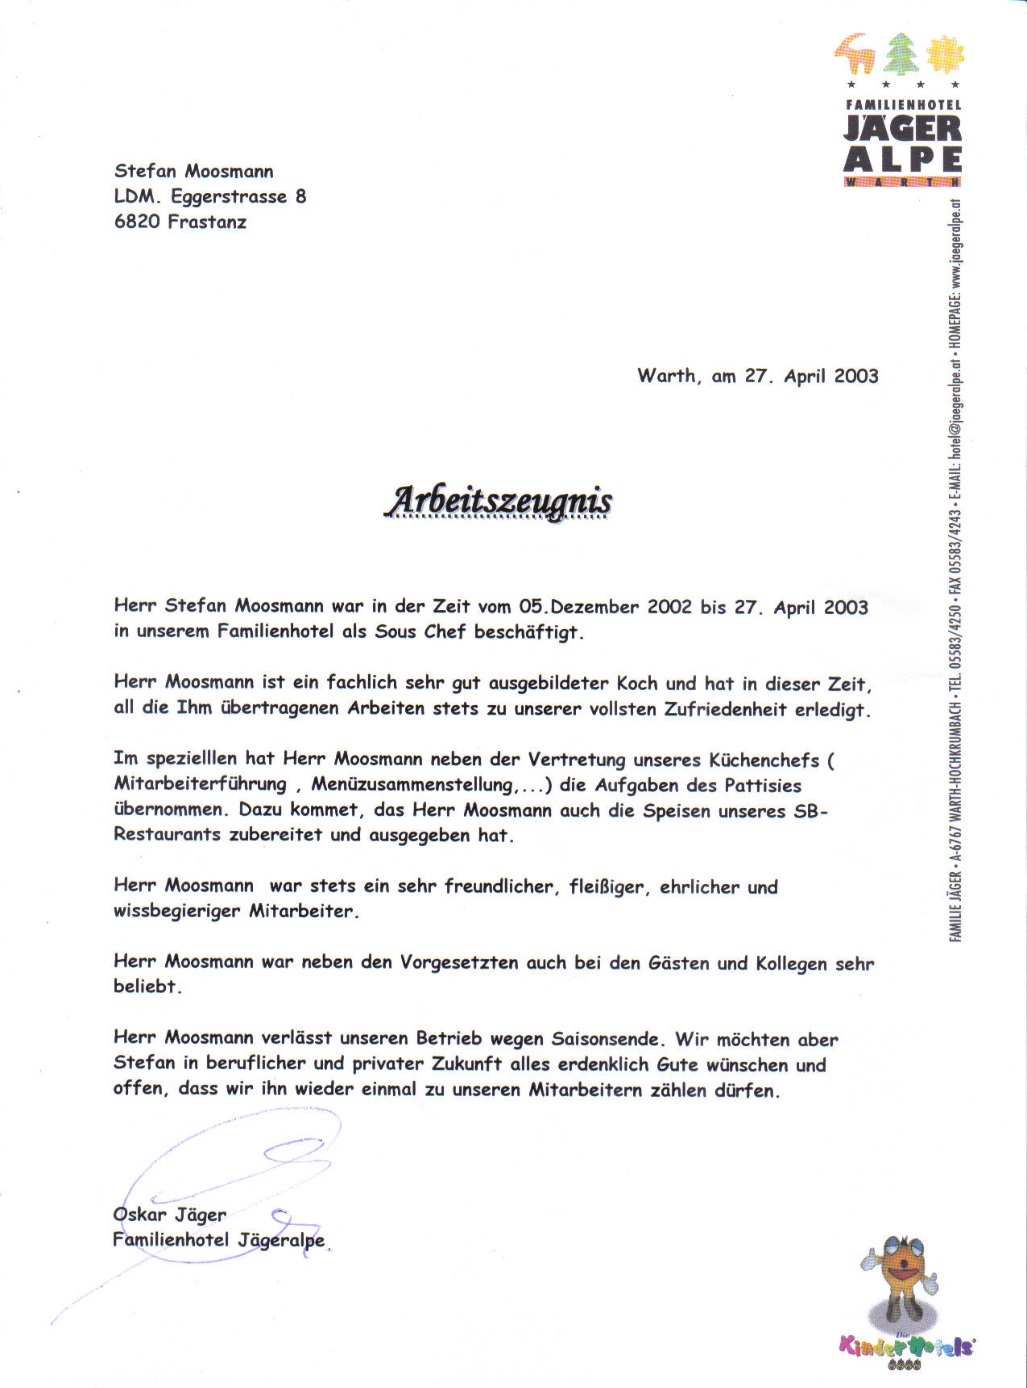 FAMILIENHOTEL
JÄGER
ALPE
WARTH
Stefan Moosmann
LDM. Eggerstrasse 8
6820 Frastanz
FAMILIE JÄGER • A-6767 WARTH-HOCHKRUMBACH • TEL. 05583/4250 • FAX 05583/4243 • E-MAIL: hotel@jaegeralpe.at • HOMEPAGE: www.jaegeralpe.at
Warth, am 27. April 2003
Arbeitszeugnis
Herr Stefan Moosmann war in der Zeit vom 05.Dezember 2002 bis 27. April 2003
in unserem Familienhotel als Sous Chef beschäftigt.
Herr Moosmann ist ein fachlich sehr gut ausgebildeter Koch und hat in dieser Zeit,
all die Ihm übertragenen Arbeiten stets zu unserer vollsten Zufriedenheit erledigt.
Im spezielllen hat Herr Moosmann neben der Vertretung unseres Küchenchefs (
Mitarbeiterführung , Menüzusammenstellung,...) die Aufgaben des Pattisies
übernommen. Dazu kommet, das Herr Moosmann auch die Speisen unseres SB-
Restaurants zubereitet und ausgegeben hat.
Herr Moosmann  war stets ein sehr freundlicher, fleißiger, ehrlicher und
wissbegieriger Mitarbeiter.
Herr Moosmann war neben den Vorgesetzten auch bei den Gästen und Kollegen sehr
beliebt.
Herr Moosmann verlässt unseren Betrieb wegen Saisonsende. Wir möchten aber
Stefan in beruflicher und privater Zukunft alles erdenklich Gute wünschen und
offen, dass wir ihn wieder einmal zu unseren Mitarbeitern zählen dürfen.
Oskar Jäger
Familienhotel Jägeralpe
Die
KinderHotels